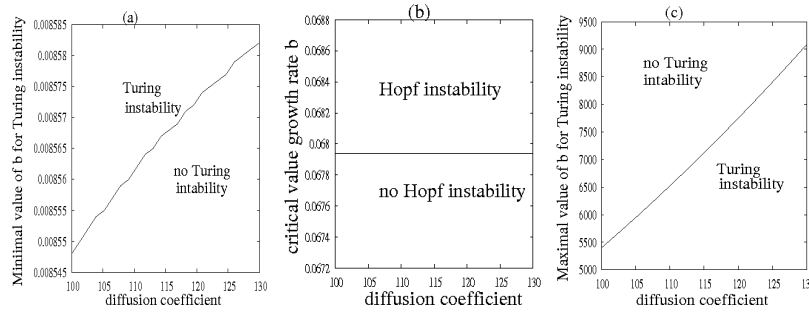 (a)
Miniimal value of b for Turing instability
0.008585
0.00858
0.008575
0.00857
0.008565
0.00856
0.008555
0.00855
0.008545
Turing
instability
no Turing
intability
100
105
110
115
120
125
130
diffusion coefficient
(b)
critical value growth rate b
0.0688
0.0686
0.0684
0.0682
0.068
0.0678
0.0676
0.0674
0.0672
Hopf instability
no Hopf instability
100
105
110
115
120
125
130
diffusion coefficient
(c)
Maximal value of b for Turing instability
9500
9000
8500
8000
7500
7000
6500
6000
5500
5000
no Turing
intability
Turing
instability
100
105
110
115
120
125
diffusion coefficient